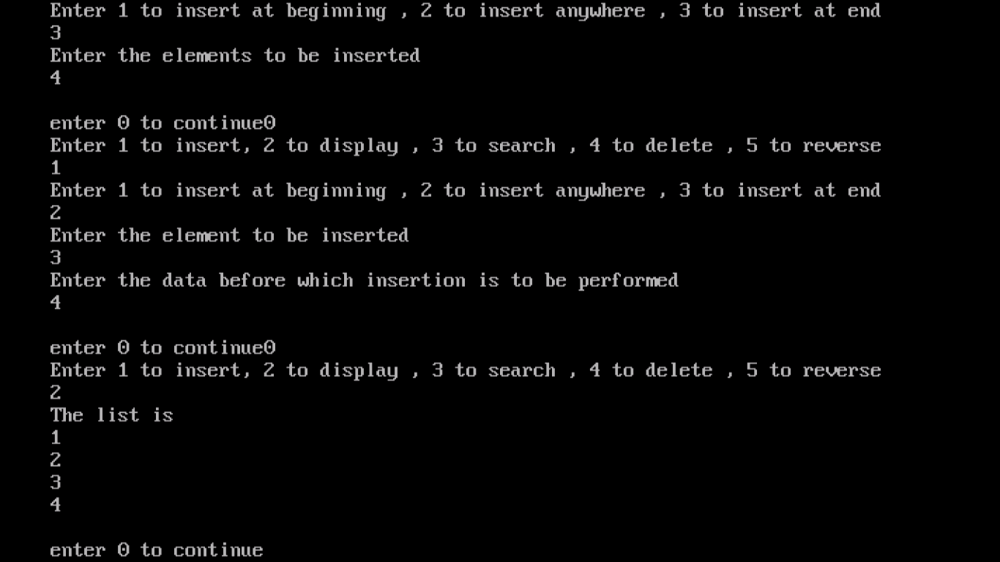 Enter 1 to insert at beginning , 2 to insert anywhere , 3 to insert at end
3
Enter the elements to be inserted
4
enter 0 to continue0
Enter 1 to insert, 2 to display , 3 to search , 4 to delete , 5 to reverse
1
Enter 1 to insert at beginning , 2 to insert anywhere , 3 to insert at end
2
Enter the element to be inserted
3
Enter the data before which insertion is to be performed
4
enter 0 to continue0
Enter 1 to insert, 2 to display , 3 to search , 4 to delete , 5 to reverse
2
The list is
1
2
3
4
enter 0 to continue